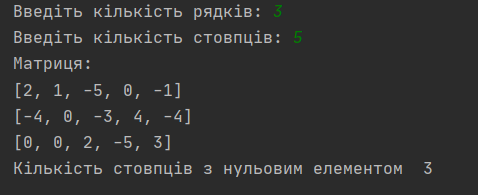 Введіть кількість рядків: 3
Введіть кількість стовпців: 5
Матриця:
[2, 1, -5, 0, -1]
[-4, 0, -3, 4, -4]
[0, 0, 2, -5, 3]
Кількість стовпців з нульовим елементом  3